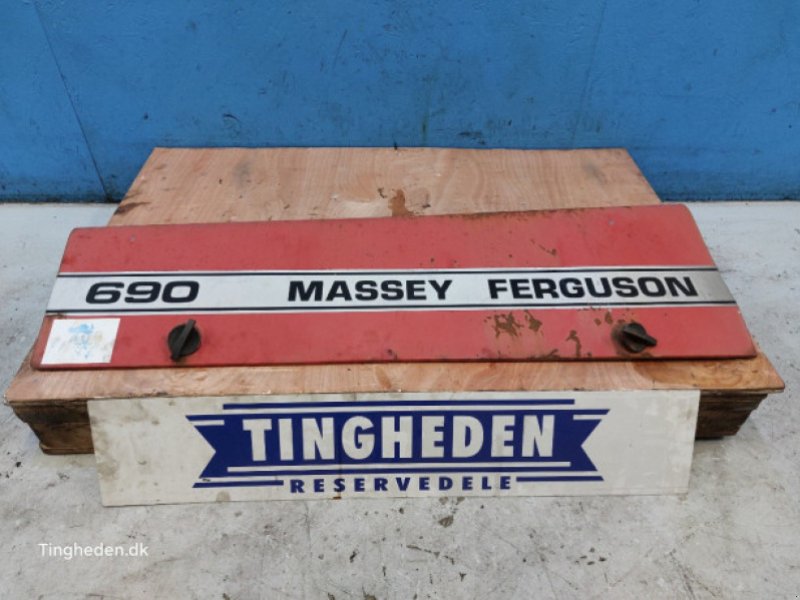 690 MASSEY FERGUSON
TINGHEDEN
RESERVEDELE
Tingheden.dk